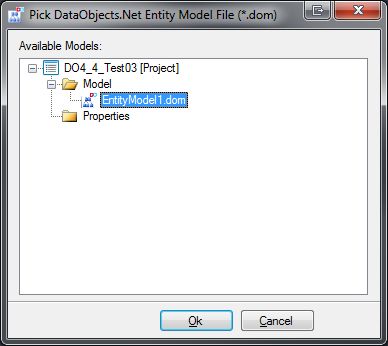 Pick DataObjects.Net Entity Model File (*.dom)
Available Models:
DO4_4_Test03 [Project]
Model
EntityModel1.dom
Properties
Ok
Cancel